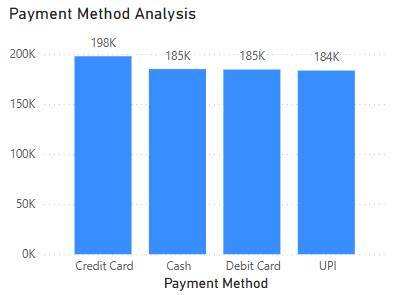 Payment Method Analysis
198K
185K
185K
184K
200K
150K
100K
50K
0K
Credit Card
Cash
Debit Card
UPI
Payment Method